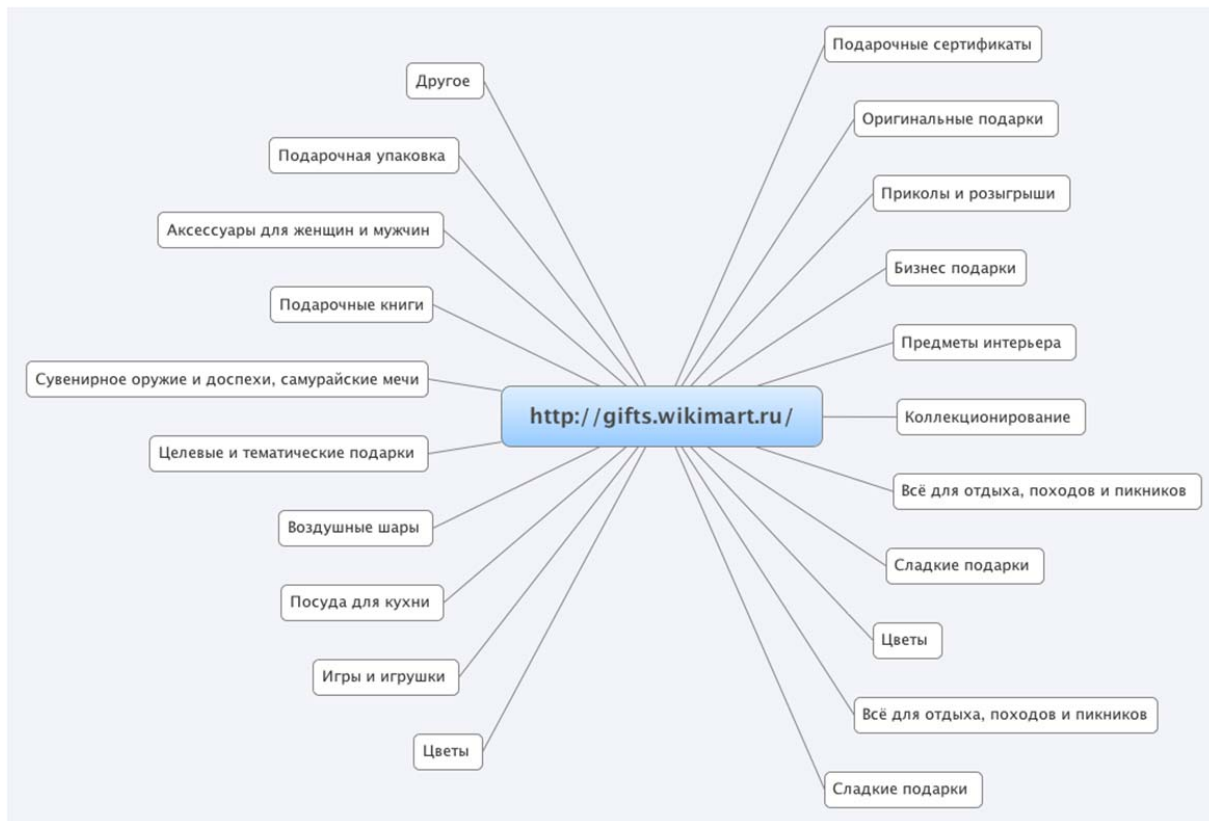 Подарочные сертификаты
Другое
Оригинальные подарки
Подарочная упаковка
Приколы и розыгрыши
Аксессуары для женщин и мужчин
Бизнес подарки
Подарочные книги
Предметы интерьера
Сувенирное оружие и доспехи, самурайские мечи
http://gifts.wikimart.ru/
Коллекционирование
Целевые и тематические подарки
Всё для отдыха, походов и пикников
Воздушные шары
Сладкие подарки
Посуда для кухни
Цветы
Игры и игрушки
Всё для отдыха, походов и пикников
Цветы
Сладкие подарки